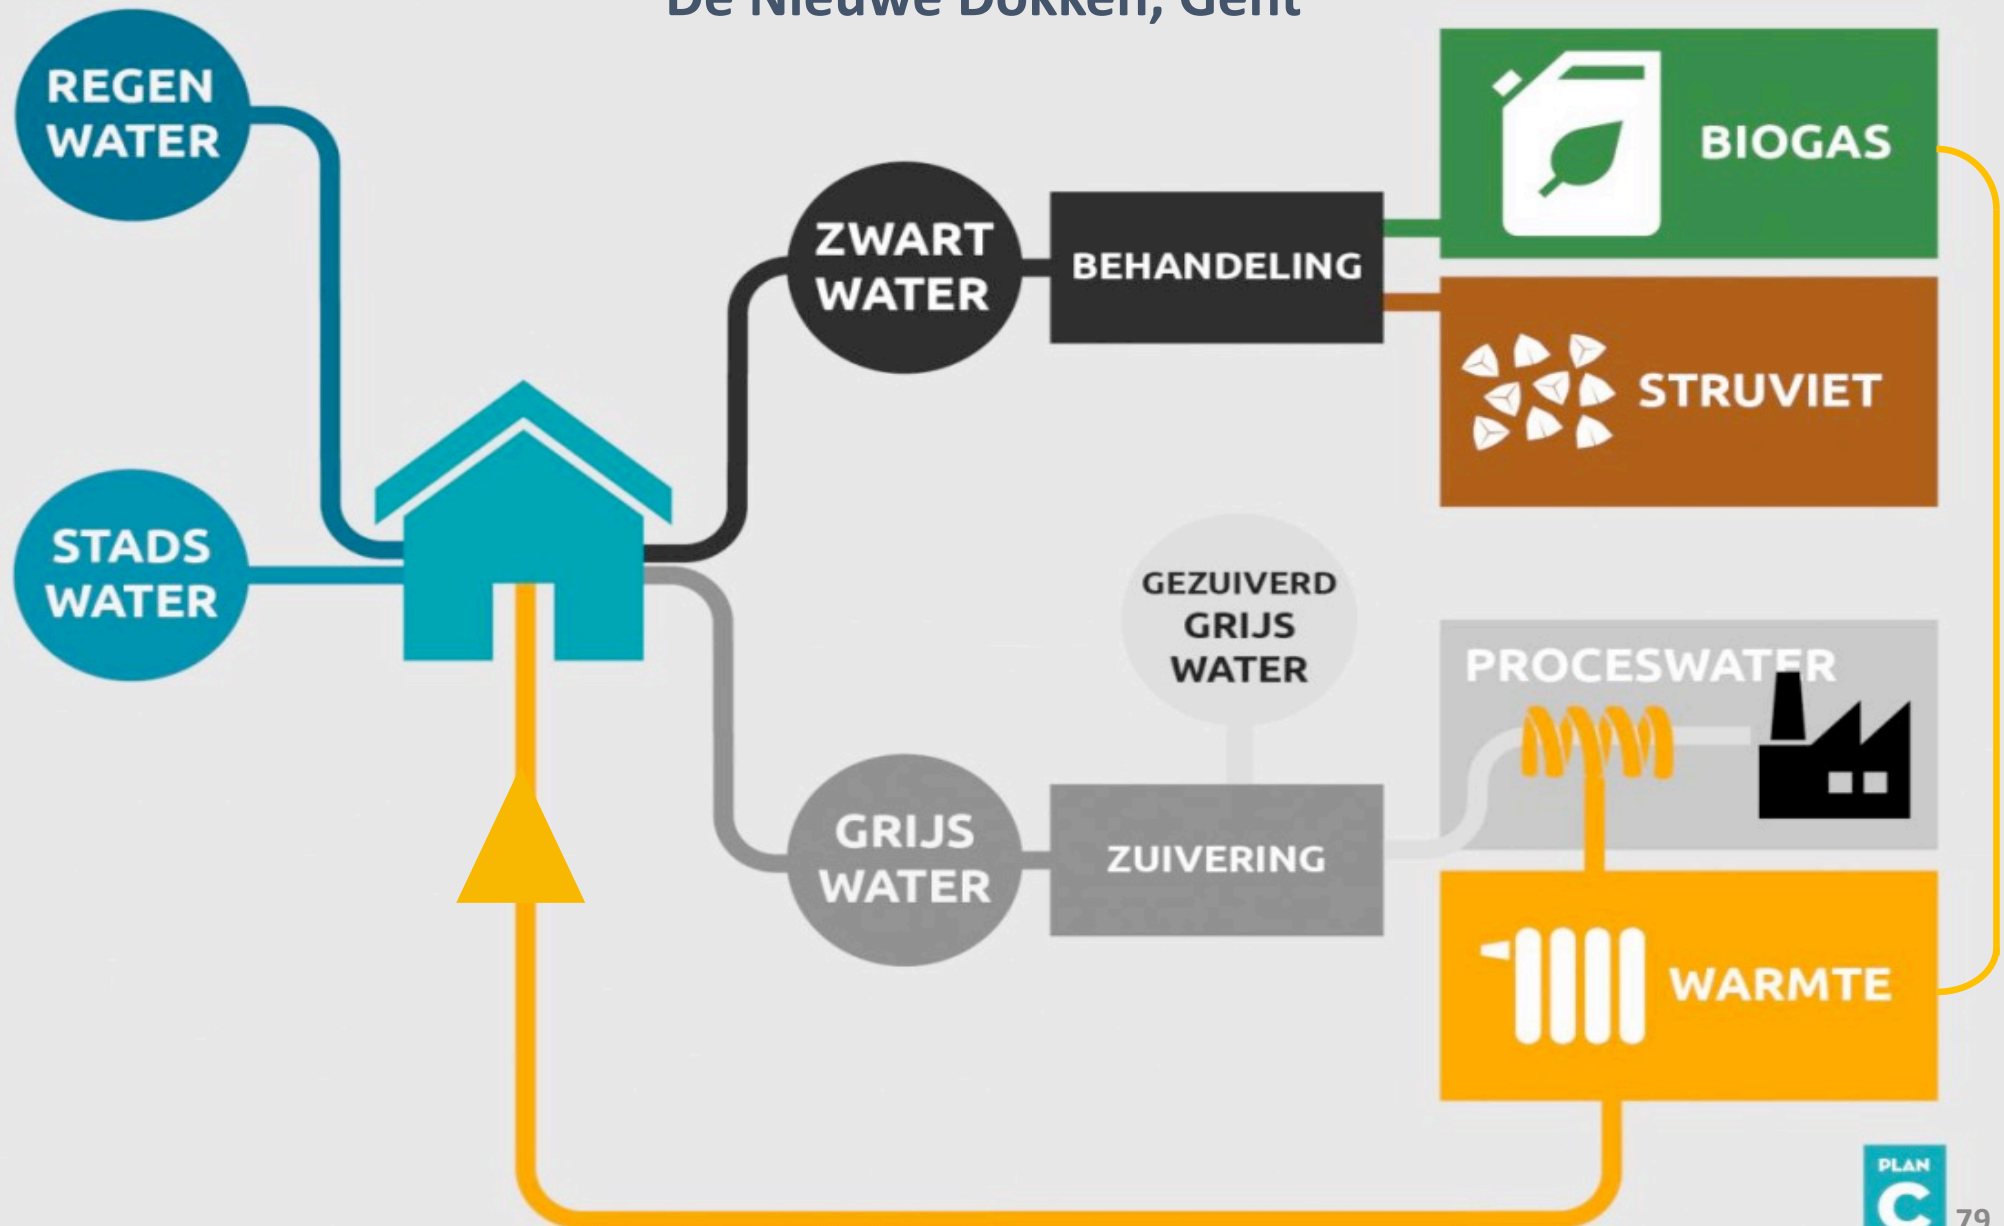 De Nieuwe Dokken, Gent
REGEN
WATER
STADS
WATER
ZWART
WATER
BEHANDELING
BIOGAS
STRUVIET
GEZUIVERD
GRIJS
WATER
GRIJS
WATER
ZUIVERING
PROCESWATER
WARMTE
PLAN
C
79